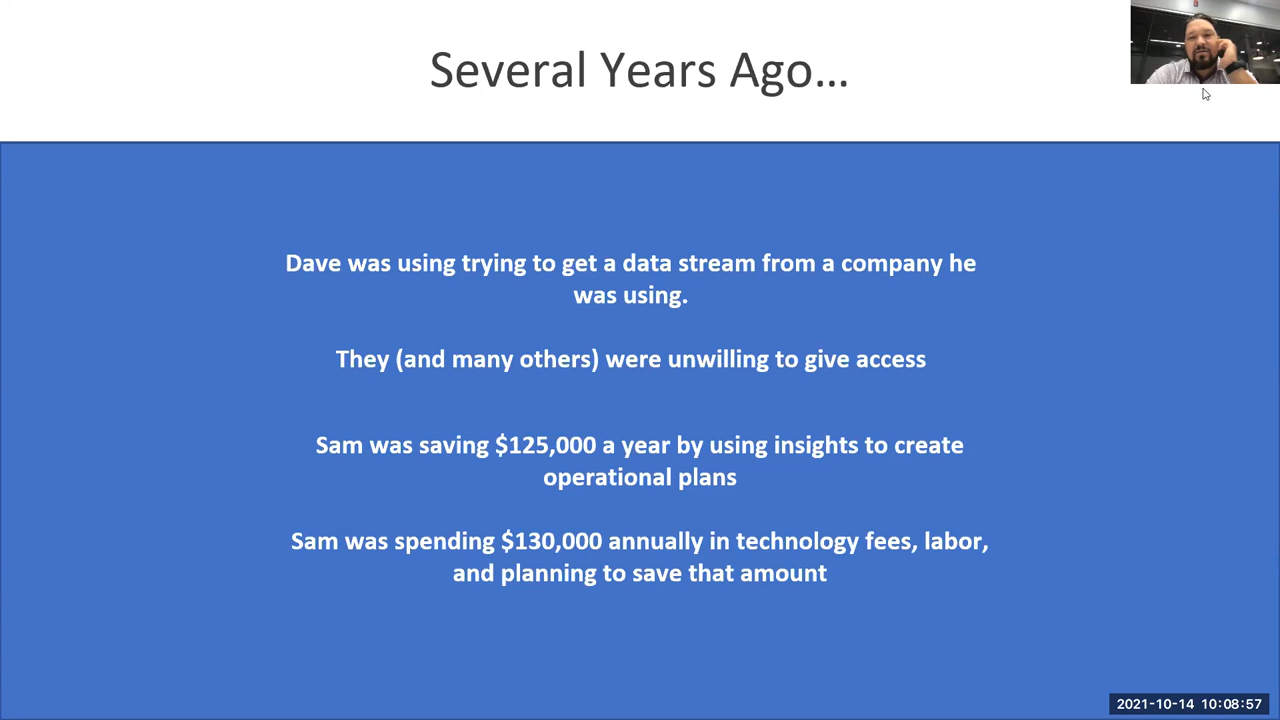 Several Years Ago...
Dave was using trying to get a data stream from a company he
was using.
They (and many others) were unwilling to give access
Sam was saving $125,000 a year by using insights to create
operational plans
Sam was spending $130,000 annually in technology fees, labor,
and planning to save that amount
2021-10-14 10:08:57